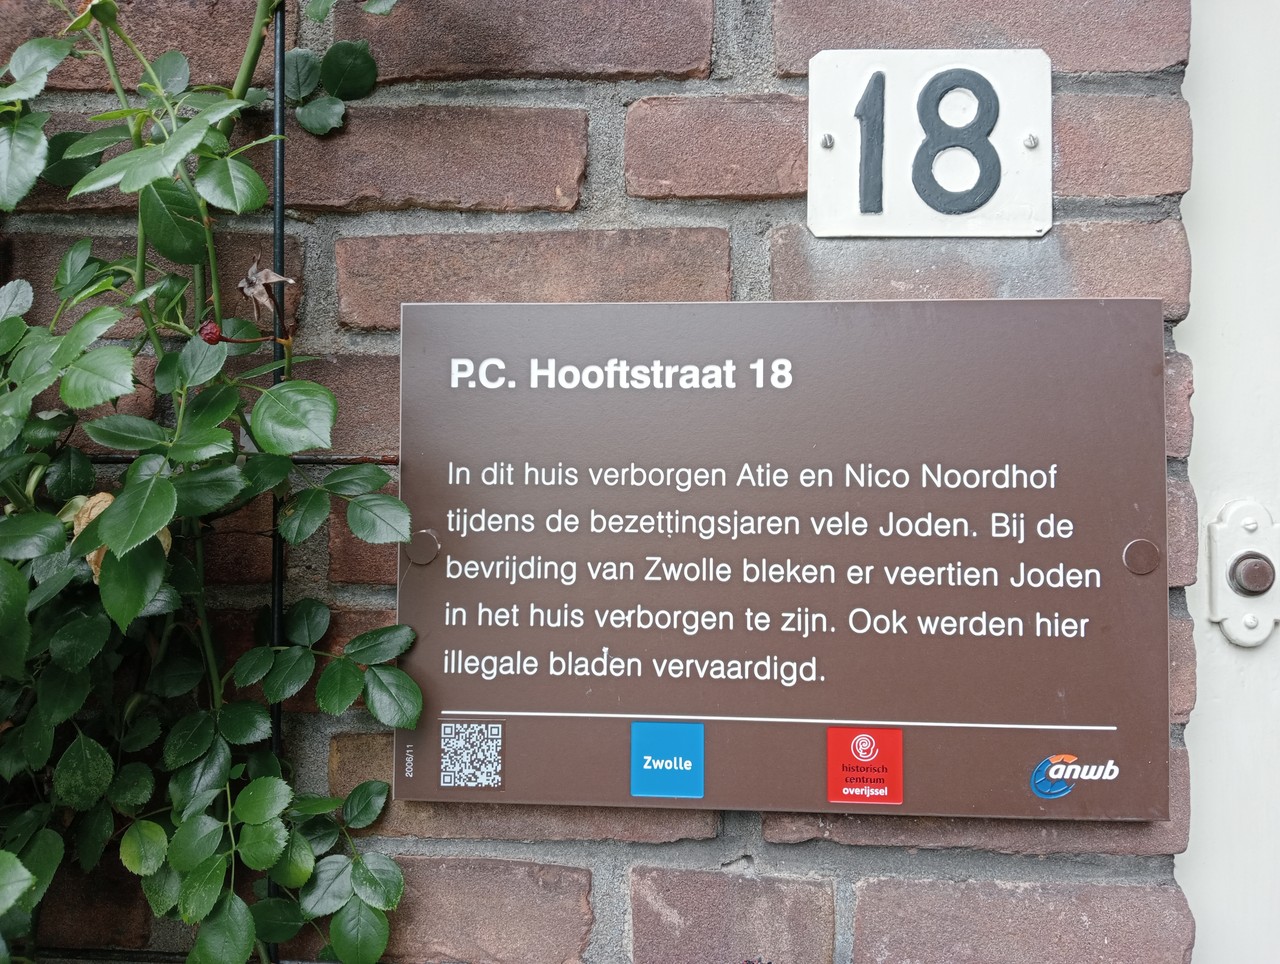 18
P.C. Hooftstraat 18
In dit huis verborgen Atie en Nico Noordhof
tijdens de bezettingsjaren vele Joden. Bij de
bevrijding van Zwolle bleken er veertien Joden
in het huis verborgen te zijn. Ook werden hier
illegale bladen vervaardigd.
2006/11
Zwolle
historisch
centrum
overijssel
anwb